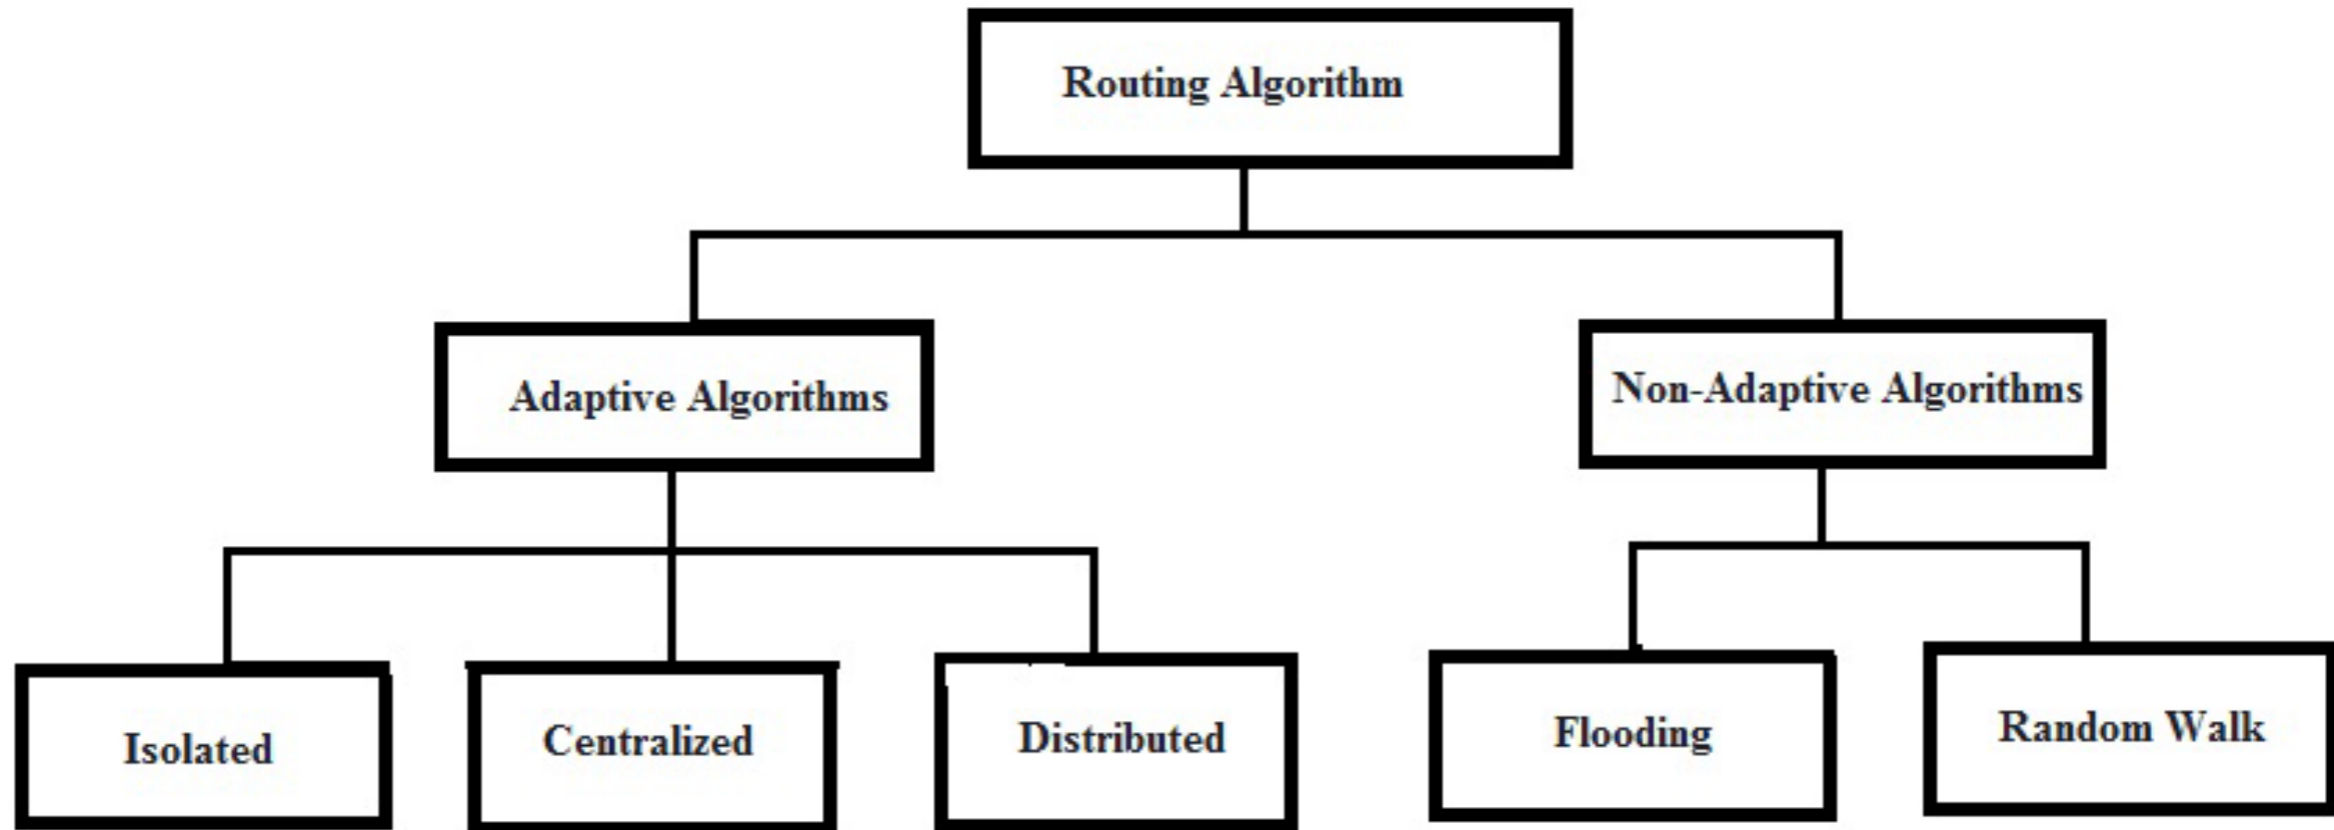 Routing Algorithm
Adaptive Algorithms
Non-Adaptive Algorithms
Isolated
Centralized
Distributed
Flooding
Random Walk